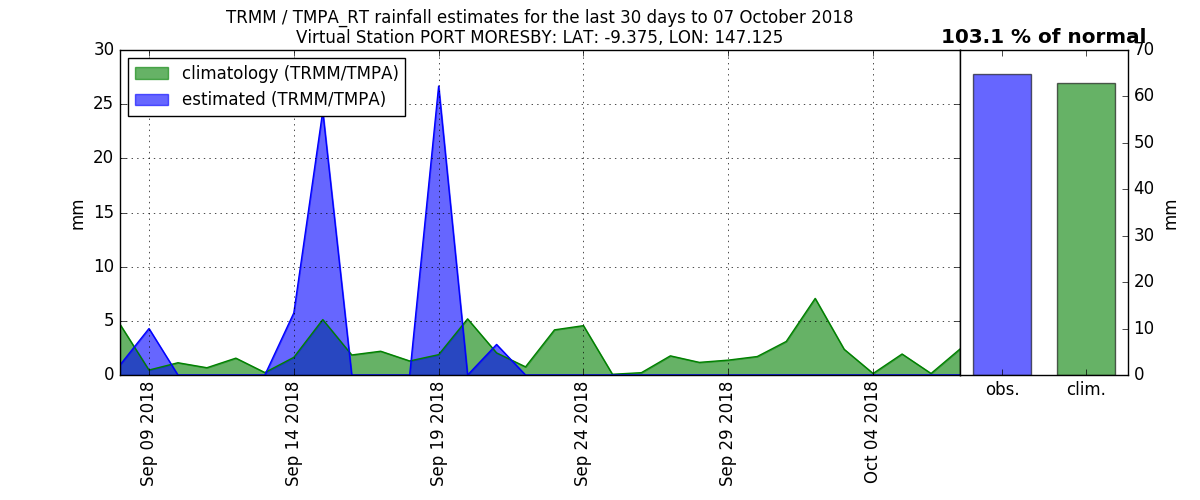 TRMM / TMPA_RT rainfall estimates for the last 30 days to 07 October 2018
Virtual Station PORT MORESBY: LAT: -9.375, LON: 147.125
103.1 % of normal
climatology (TRMM/TMPA)
estimated (TRMM/TMPA)
30
25
20
15
10
5
0
mm
Sep 09 2018
Sep 14 2018
Sep 19 2018
Sep 24 2018
Sep 29 2018
Oct 04 2018
70
60
50
40
30
20
10
0
mm
obs.
clim.